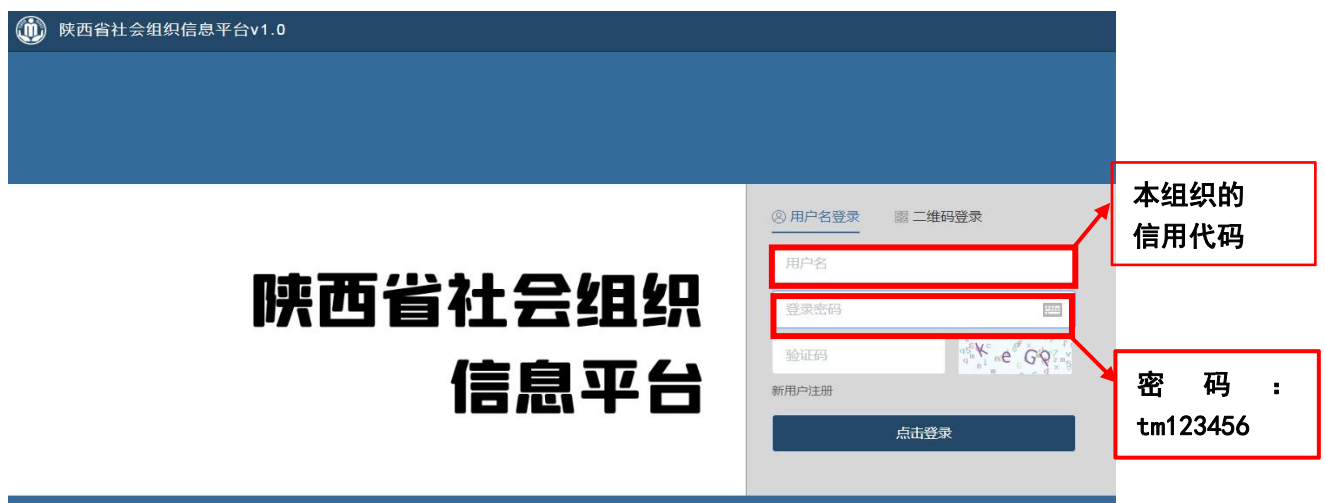 陕西省社会组织信息平台v1.0
用户名登录
二维码登录
用户名
登录密码
验证码
K e G Q
新用户注册
点击登录
陕西省社会组织
信息平台
本组织的
信用代码
密 码 ：
tm123456